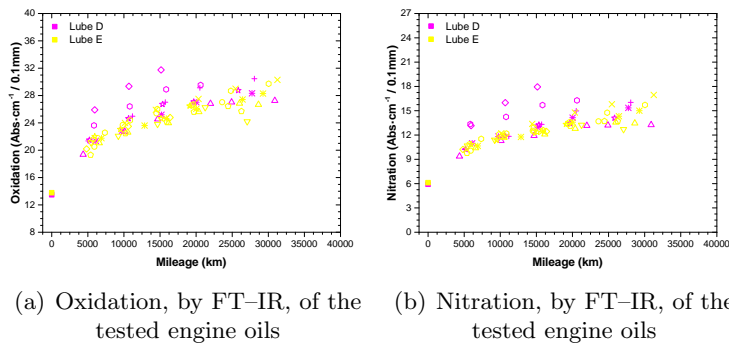 40
36
32
28
24
20
16
12
8
Oxidation (Abs·cm⁻¹ / 0.1mm)
Lube D
Lube E
0 5000 10000 15000 20000 25000 30000 35000 40000
Mileage (km)
(a) Oxidation, by FT–IR, of the
tested engine oils
27
24
21
18
15
12
9
6
3
0
Nitration (Abs·cm⁻¹ / 0.1mm)
Lube D
Lube E
0 5000 10000 15000 20000 25000 30000 35000 40000
Mileage (km)
(b) Nitration, by FT–IR, of the
tested engine oils